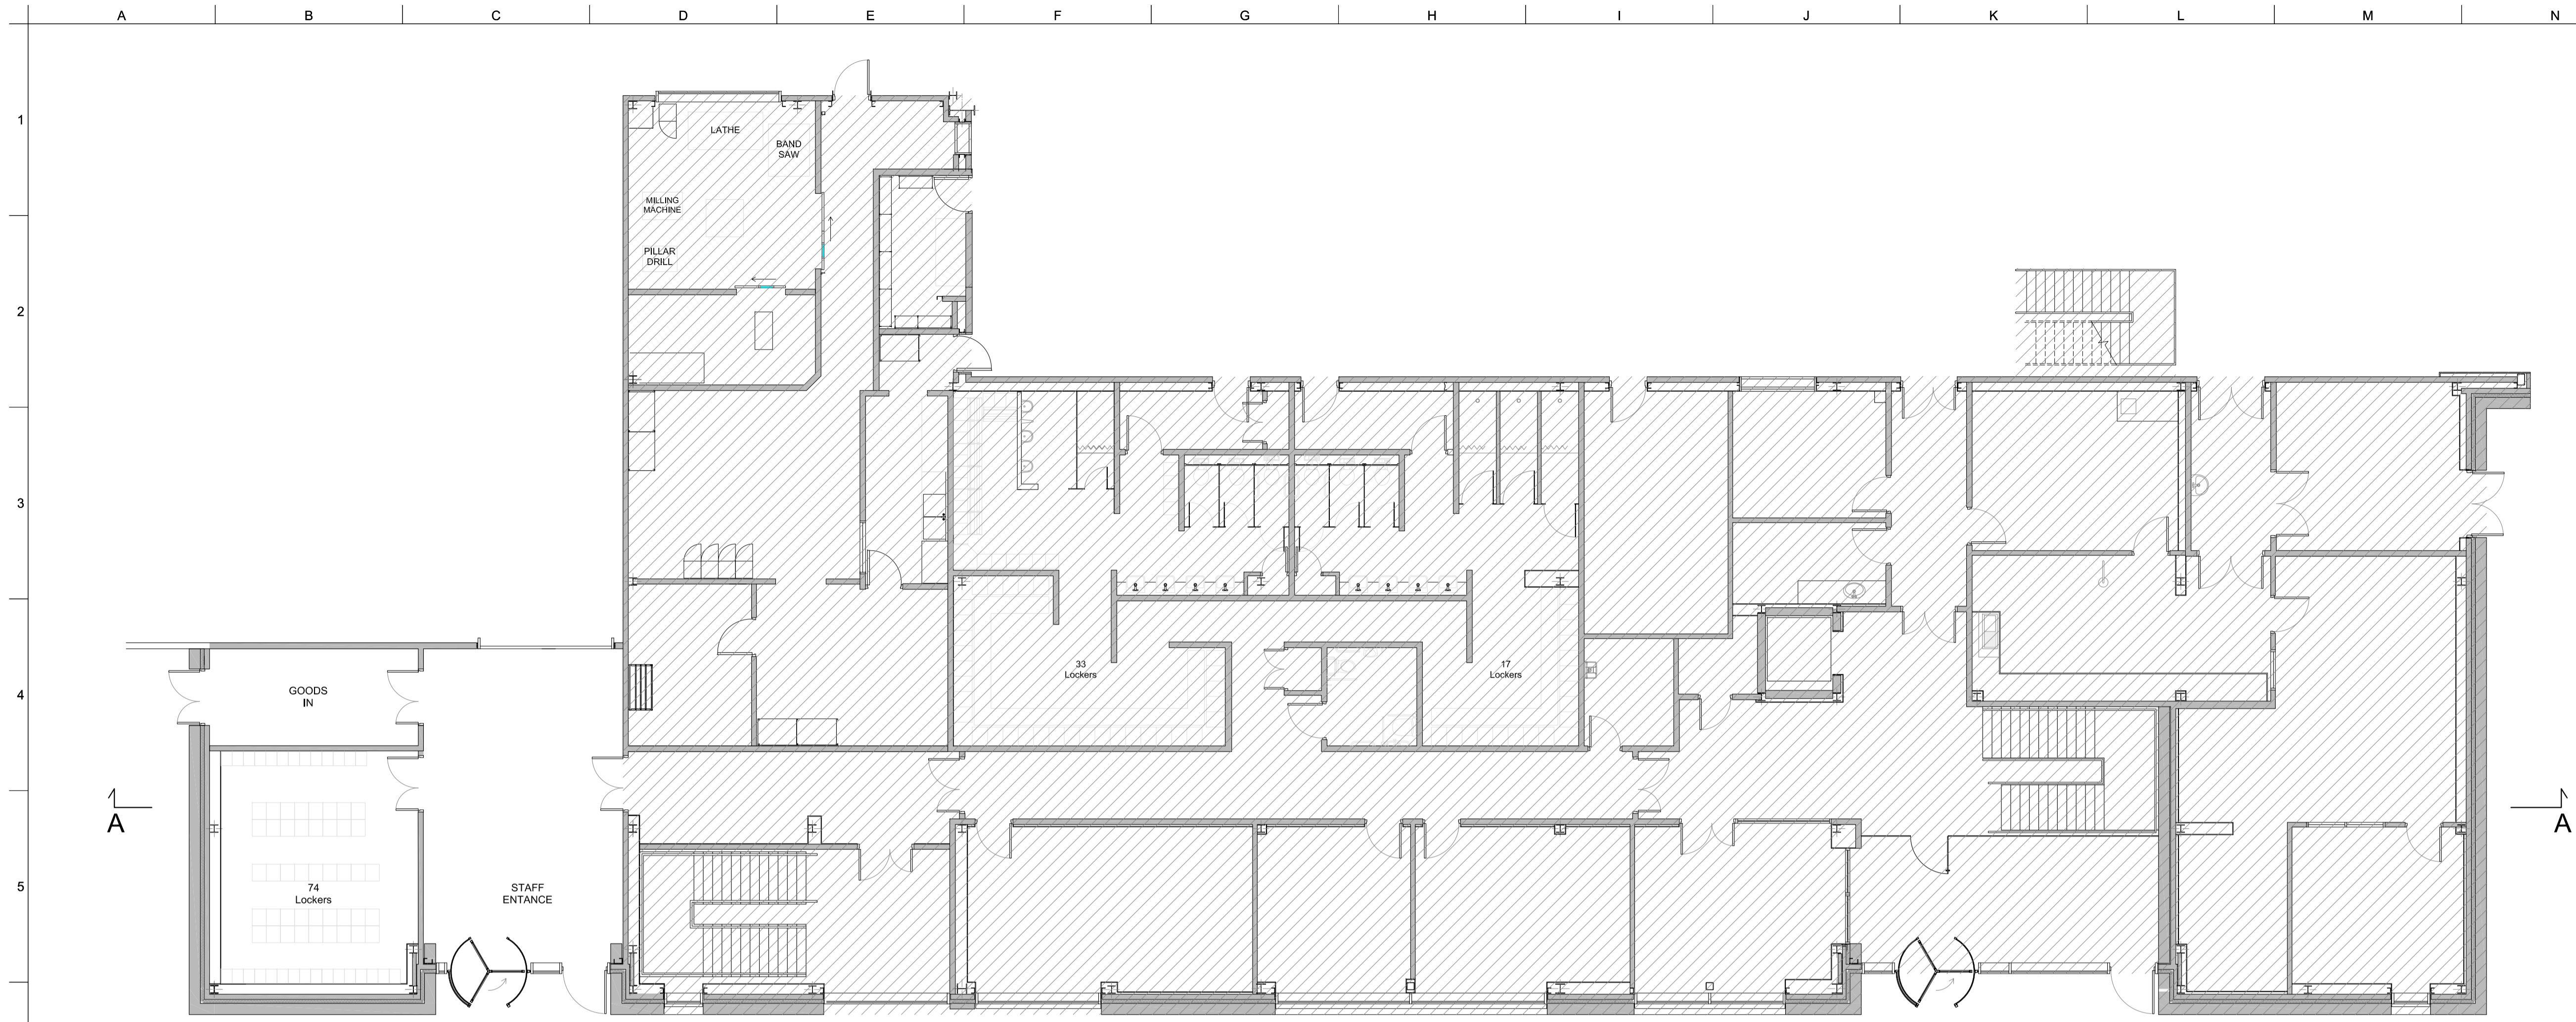 A B C D E F G H I J K L M N
1
LATHE
BAND
SAW
MILLING
MACHINE
PILLAR
DRILL
2
3
4
GOODS
IN
33
Lockers
17
Lockers
A
A
5
74
Lockers
STAFF
ENTANCE